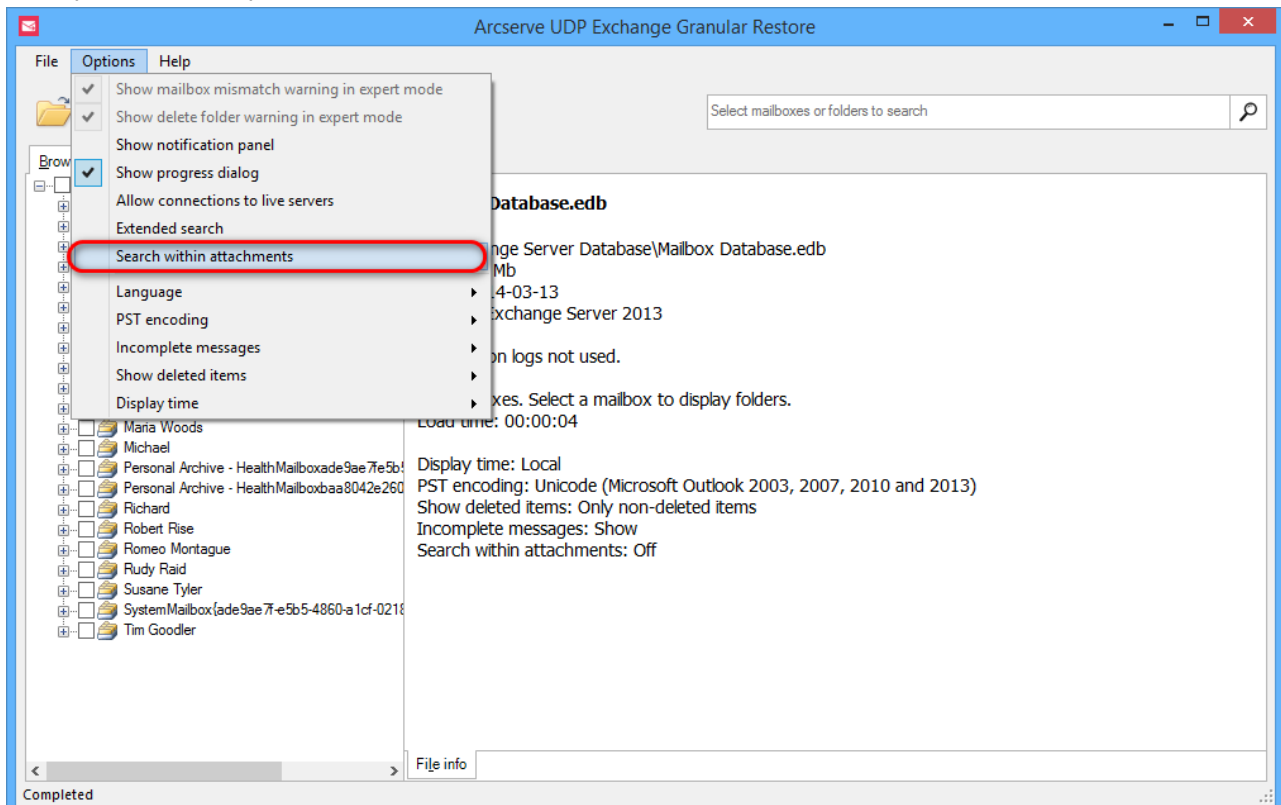 Arcserve UDP Exchange Granular Restore
File Options Help
Show mailbox mismatch warning in expert mode
Show delete folder warning in expert mode
Show notification panel
Show progress dialog
Allow connections to live servers
Extended search
Search within attachments
Language
PST encoding
Incomplete messages
Show deleted items
Display time
Select mailboxes or folders to search
Brow
Database.edb
nge Server Database\Mailbox Database.edb
Mb
4-03-13
Exchange Server 2013
on logs not used.
xes. Select a mailbox to display folders.
Load time: 00:00:04
Display time: Local
PST encoding: Unicode (Microsoft Outlook 2003, 2007, 2010 and 2013)
Show deleted items: Only non-deleted items
Incomplete messages: Show
Search within attachments: Off
Maria Woods
Michael
Personal Archive - HealthMailboxade9ae7fe5b5
Personal Archive - HealthMailboxbaa8042e260
Richard
Robert Rise
Romeo Montague
Rudy Raid
Susane Tyler
SystemMailbox{ade9ae7f-e5b5-4860-a1cf-0218
Tim Goodler
File info
Completed